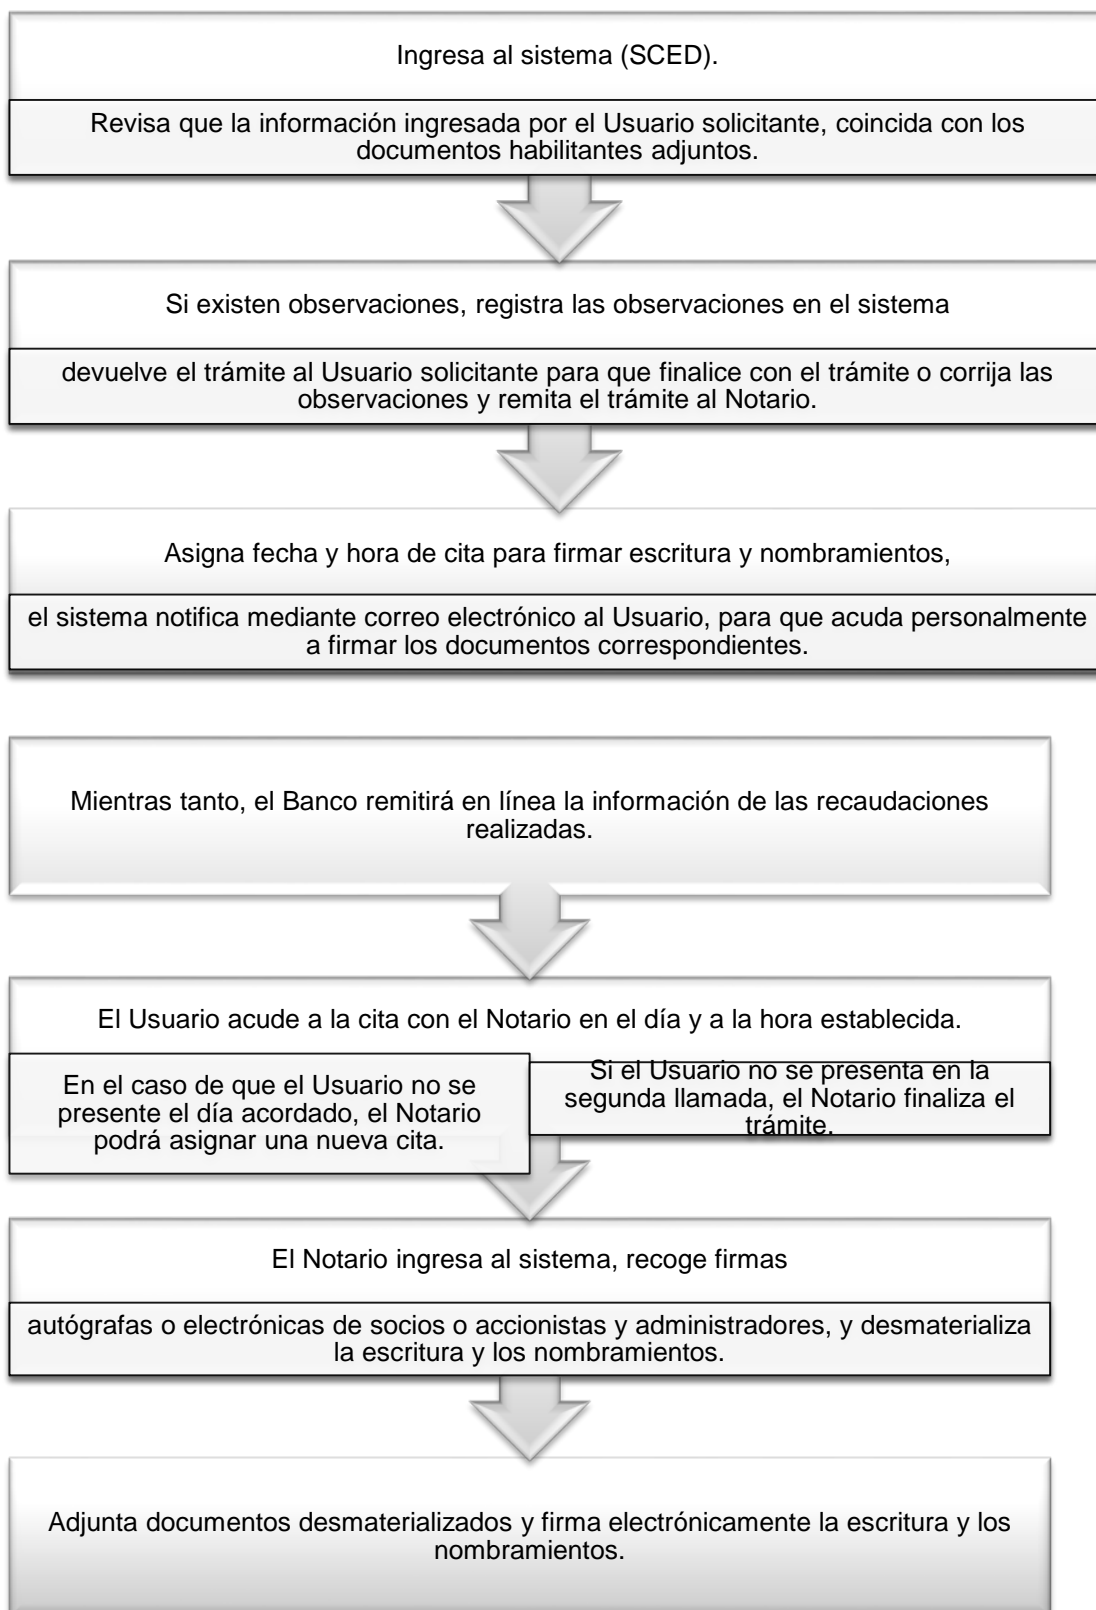 Ingresa al sistema (SCED).
Revisa que la información ingresada por el Usuario solicitante, coincida con los
documentos habilitantes adjuntos.
Si existen observaciones, registra las observaciones en el sistema
devuelve el trámite al Usuario solicitante para que finalice con el trámite o corrija las
observaciones y remita el trámite al Notario.
Asigna fecha y hora de cita para firmar escritura y nombramientos,
el sistema notifica mediante correo electrónico al Usuario, para que acuda personalmente
a firmar los documentos correspondientes.
Mientras tanto, el Banco remitirá en línea la información de las recaudaciones
realizadas.
El Usuario acude a la cita con el Notario en el día y a la hora establecida.
En el caso de que el Usuario no se
presente el día acordado, el Notario
podrá asignar una nueva cita.
Si el Usuario no se presenta en la
segunda llamada, el Notario finaliza el
trámite.
El Notario ingresa al sistema, recoge firmas
autógrafas o electrónicas de socios o accionistas y administradores, y desmaterializa
la escritura y los nombramientos.
Adjunta documentos desmaterializados y firma electrónicamente la escritura y los
nombramientos.